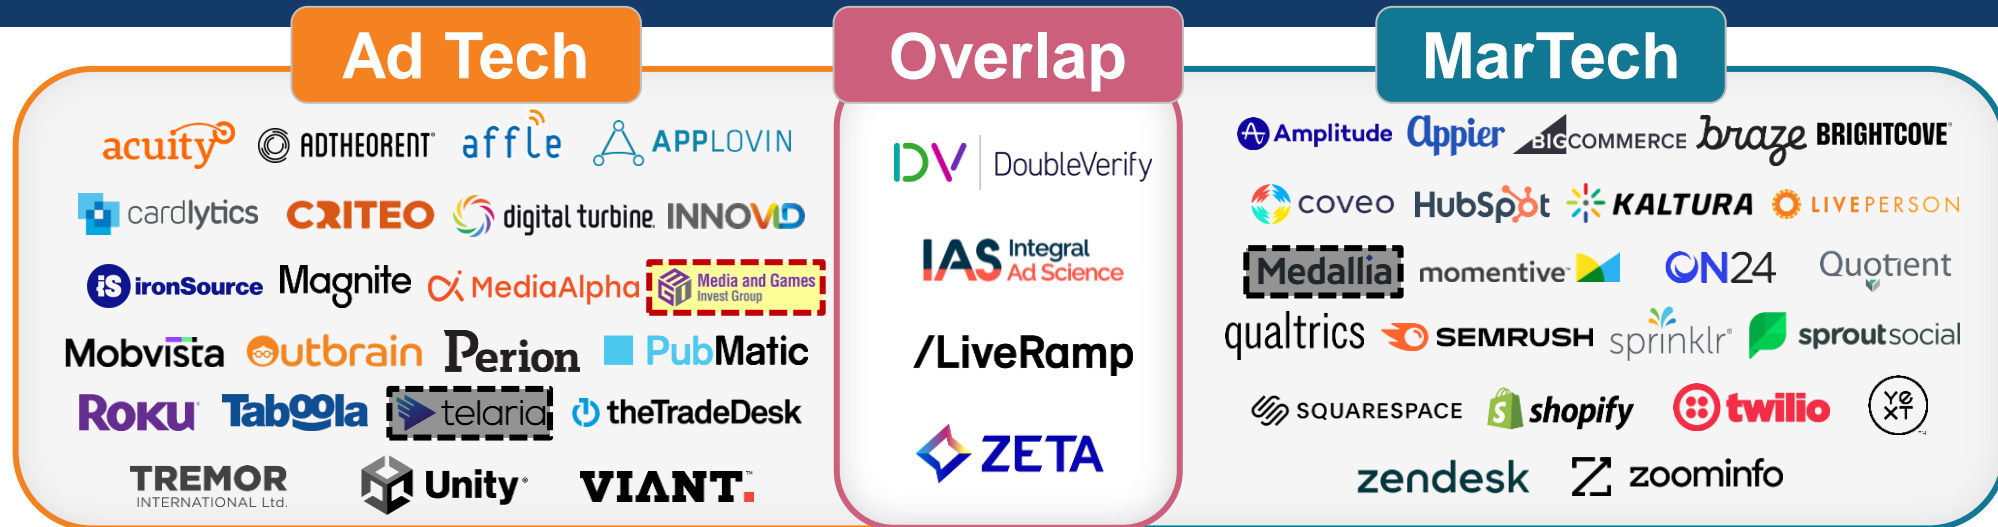 Ad Tech
Overlap
MarTech
acuity
ADTHEORENT
affle
APPLOVIN
cardlytics
CRITEO
digital turbine
INNOVID
iS ironSource
Magnite
MediaAlpha
Media and Games
Invest Group
Mobvista
Outbrain
Perion
PubMatic
ROKU
Taboola
telaria
theTradeDesk
TREMOR
INTERNATIONAL Ltd.
Unity
VIANT.
DV DoubleVerify
IAS Integral
Ad Science
/LiveRamp
ZETA
Amplitude
Appier
BIGCOMMERCE
braze
BRIGHTCOVE
coveo
HubSpot
KALTURA
LIVEPERSON
Medallia
momentive
ON24
Quotient
qualtrics
SEMRUSH
sprinklr
sproutsocial
SQUARESPACE
shopify
twilio
YEXT
zendesk
zoominfo